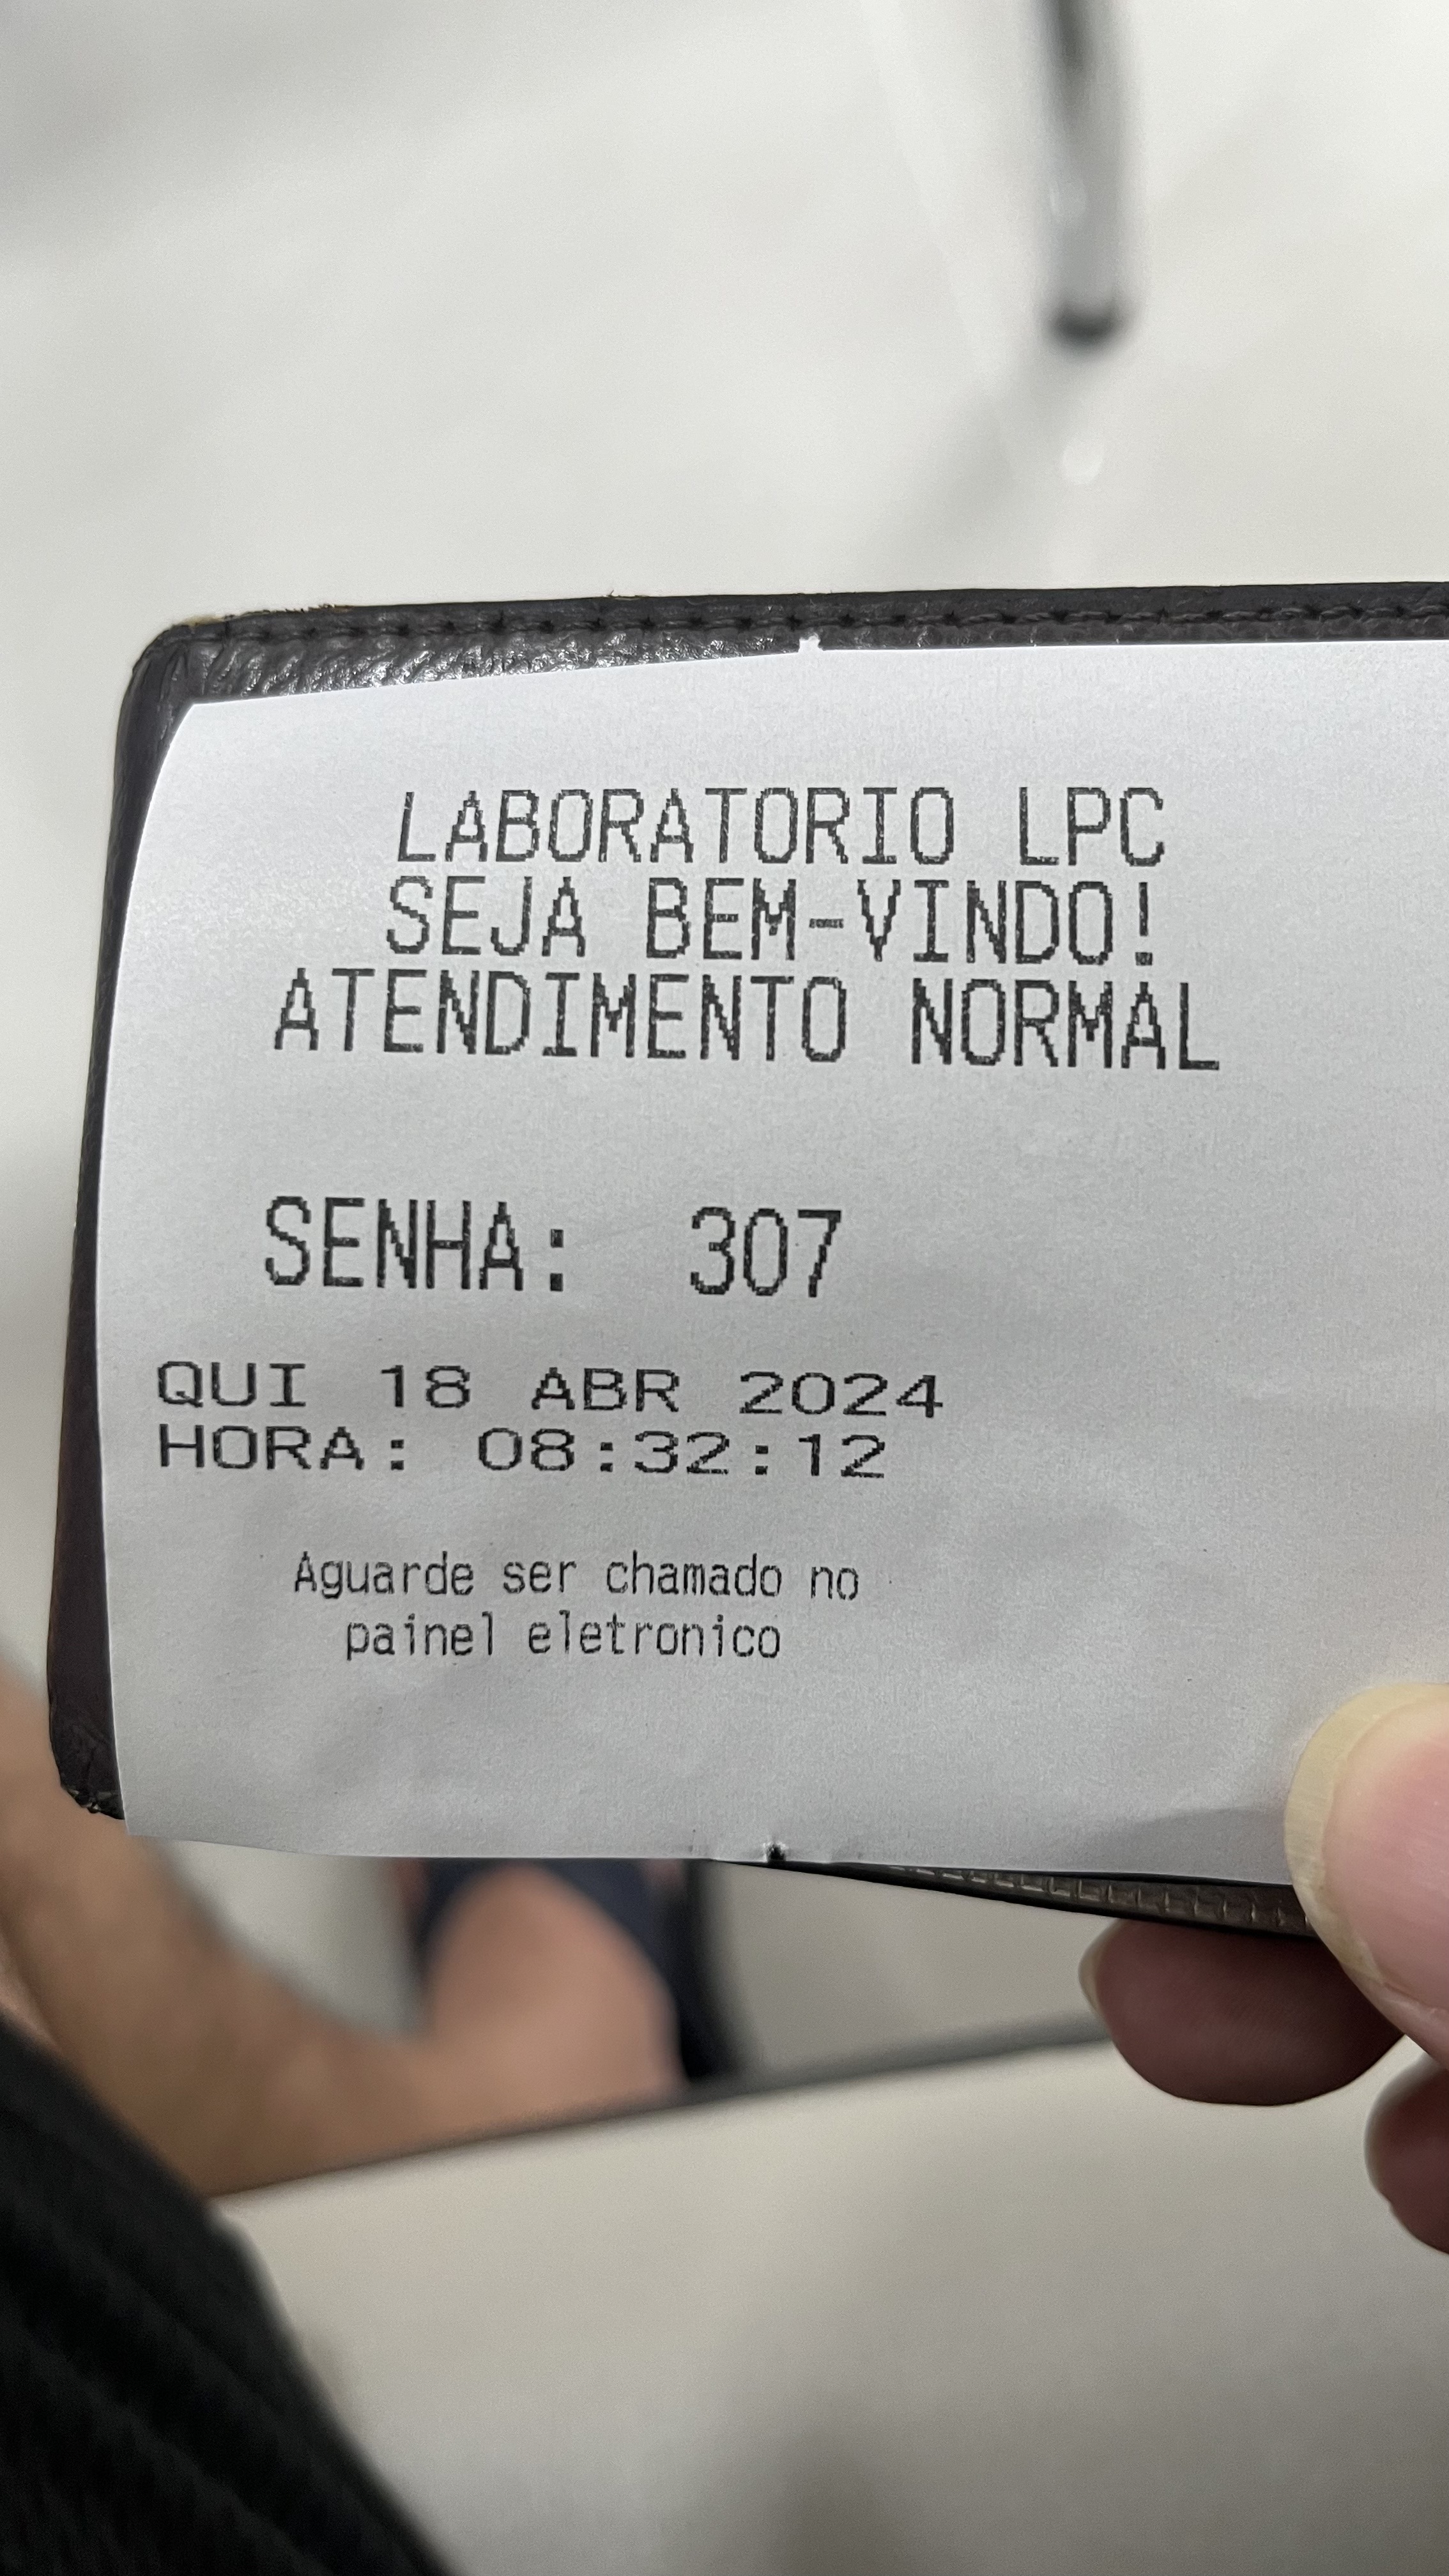 LABORATORIO LPC
SEJA BEM-VINDO!
ATENDIMENTO NORMAL
SENHA: 307
QUI 18 ABR 2024
HORA: 08:32:12
Aguarde ser chamado no
painel eletronico